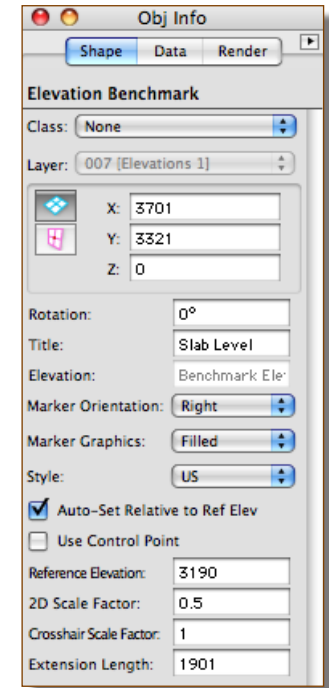 Obj Info
Shape Data Render
Elevation Benchmark
Class: None
Layer: 007 [Elevations 1]
X: 3701
Y: 3321
Z: 0
Rotation: 0°
Title: Slab Level
Elevation: Benchmark Ele
Marker Orientation: Right
Marker Graphics: Filled
Style: US
Auto-Set Relative to Ref Elev
Use Control Point
Reference Elevation: 3190
2D Scale Factor: 0.5
Crosshair Scale Factor: 1
Extension Length: 1901